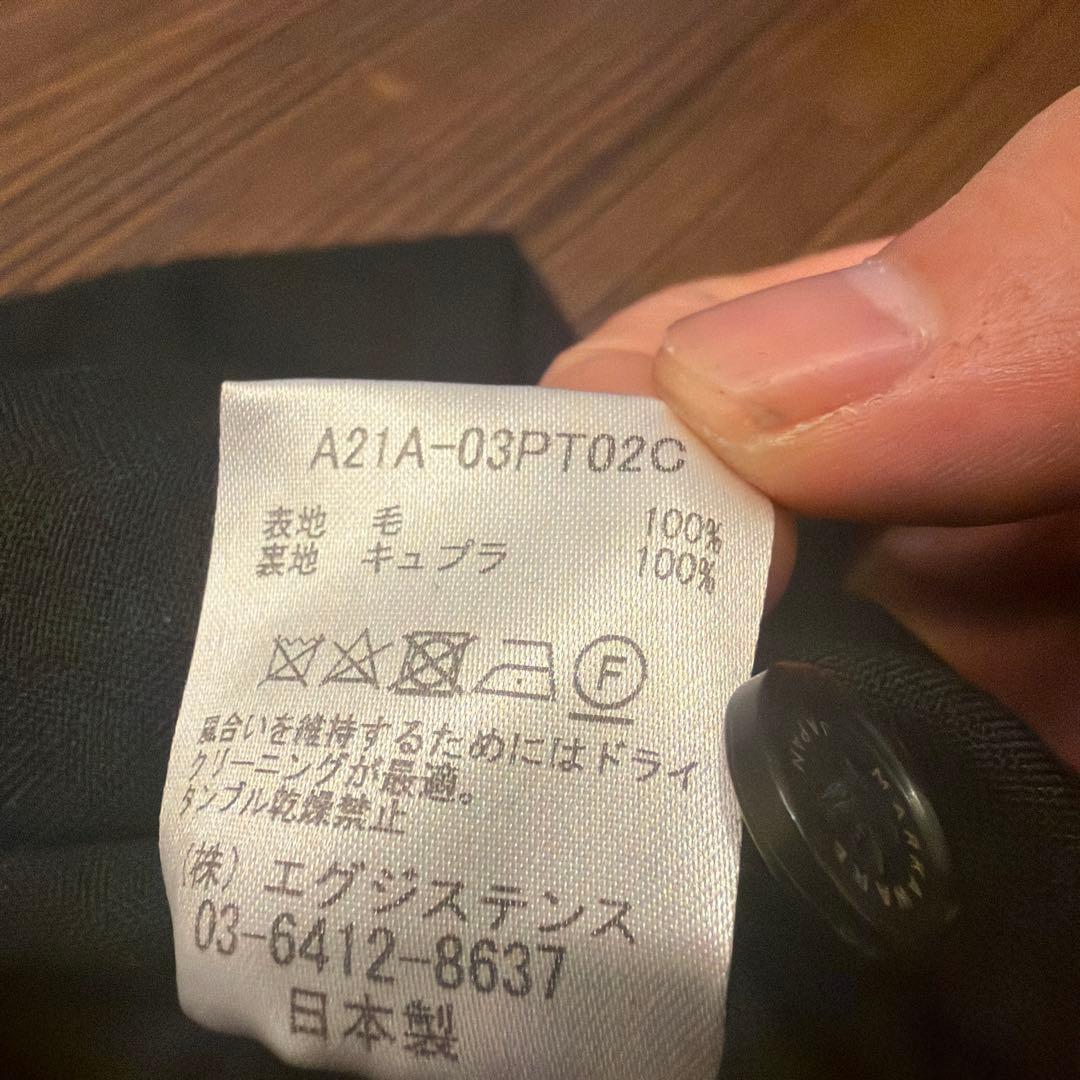 A21A-03PT02C
表地 毛 100%
裏地 キュプラ 100%
F
風合いを維持するためにはドライ
クリーニングが最適。
タンブル乾燥禁止
(株) エグジステンス
03-6412-8637
日本製
JAPAN